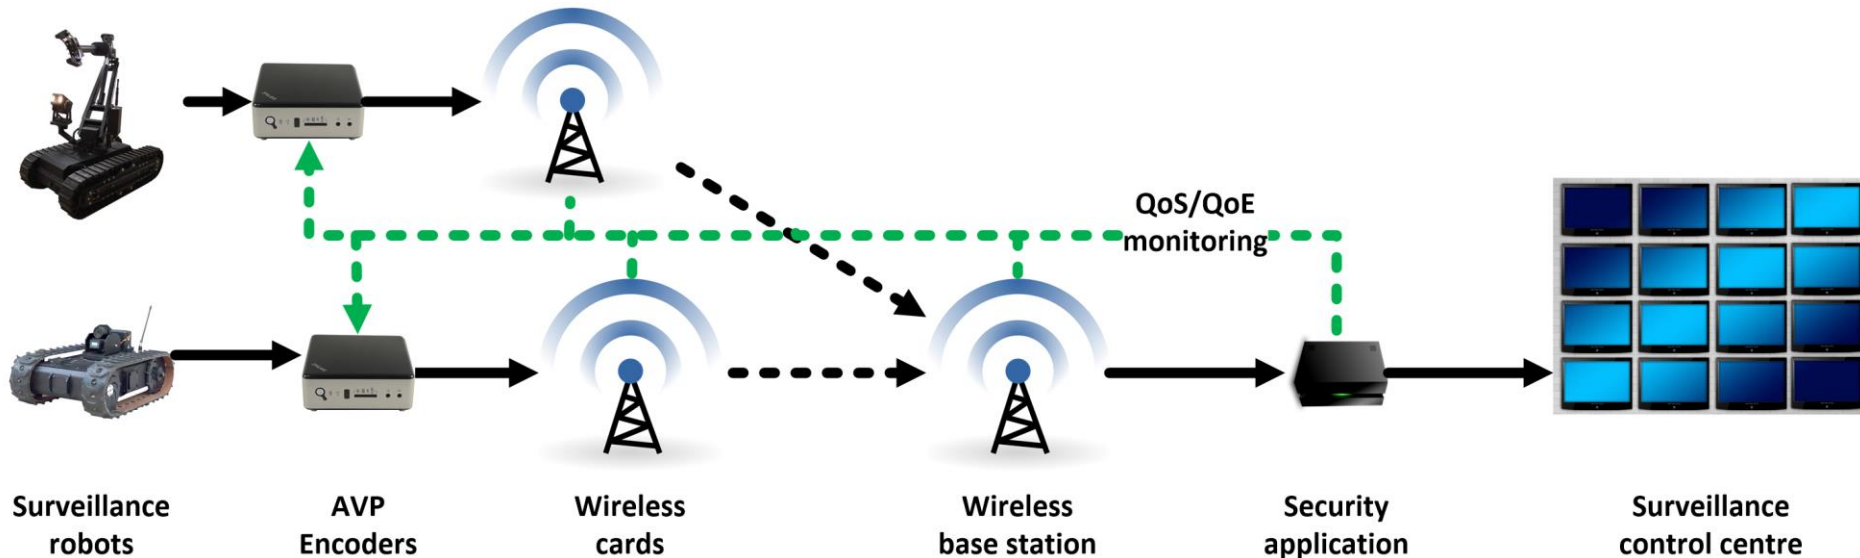 QoS/QoE
monitoring
Surveillance
robots
AVP
Encoders
Wireless
cards
Wireless
base station
Security
application
Surveillance
control centre